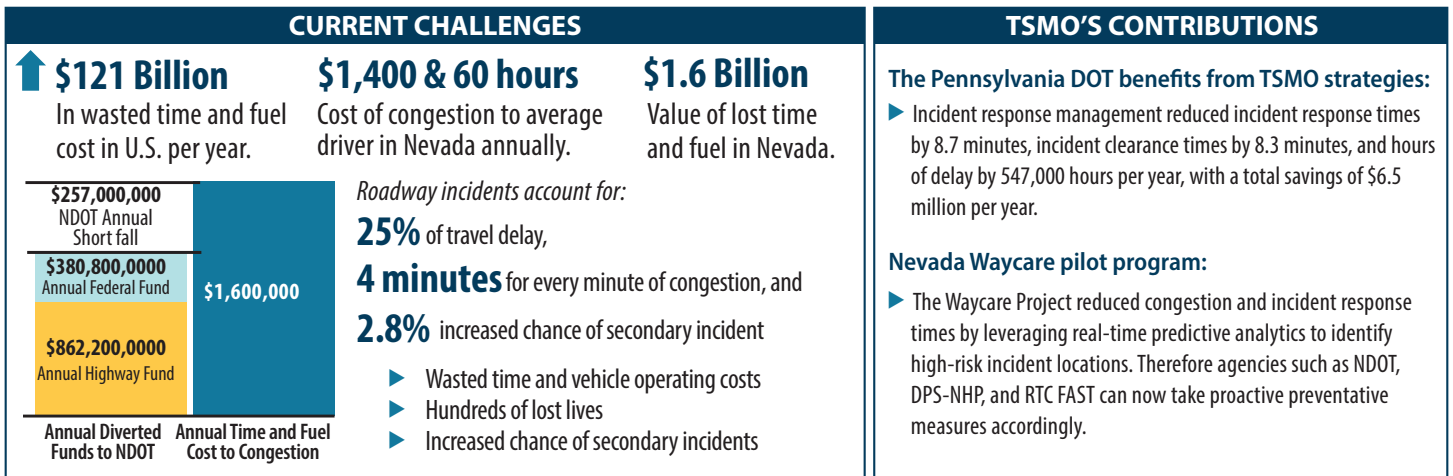 CURRENT CHALLENGES
$121 Billion
In wasted time and fuel
cost in U.S. per year.
$1,400 & 60 hours
Cost of congestion to average
driver in Nevada annually.
$1.6 Billion
Value of lost time
and fuel in Nevada.
$257,000,000
NDOT Annual
Short fall
$380,800,0000
Annual Federal Fund
$862,200,0000
Annual Highway Fund
$1,600,000
Annual Diverted
Funds to NDOT
Annual Time and Fuel
Cost to Congestion
Roadway incidents account for:
25% of travel delay,
4 minutes for every minute of congestion, and
2.8% increased chance of secondary incident
Wasted time and vehicle operating costs
Hundreds of lost lives
Increased chance of secondary incidents
TSMO'S CONTRIBUTIONS
The Pennsylvania DOT benefits from TSMO strategies:
Incident response management reduced incident response times
by 8.7 minutes, incident clearance times by 8.3 minutes, and hours
of delay by 547,000 hours per year, with a total savings of $6.5
million per year.
Nevada Waycare pilot program:
The Waycare Project reduced congestion and incident response
times by leveraging real-time predictive analytics to identify
high-risk incident locations. Therefore agencies such as NDOT,
DPS-NHP, and RTC FAST can now take proactive preventative
measures accordingly.